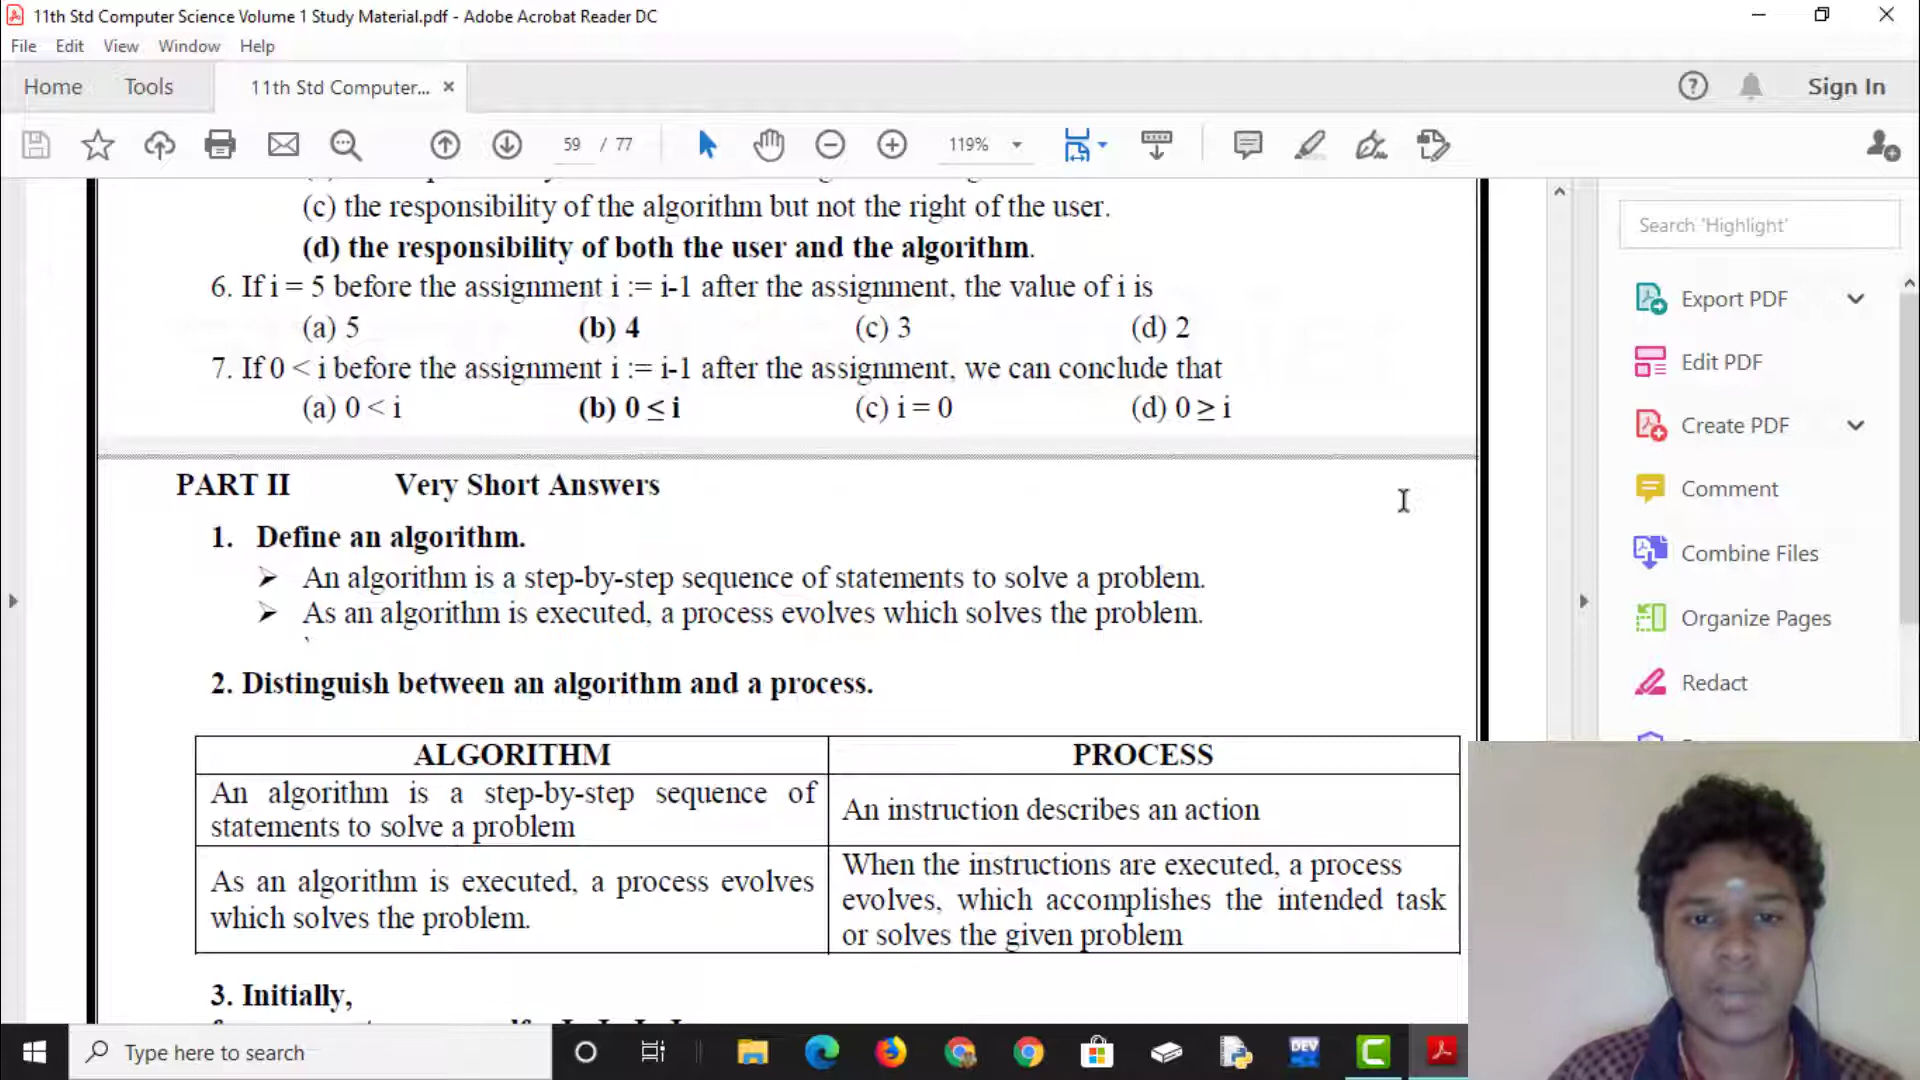 11th Std Computer Science Volume 1 Study Material.pdf - Adobe Acrobat Reader DC
File Edit View Window Help
Home Tools 11th Std Computer... × Sign In
59 / 77 119%
(c) the responsibility of the algorithm but not the right of the user.
(d) the responsibility of both the user and the algorithm.
6. If i = 5 before the assignment i := i-1 after the assignment, the value of i is
(a) 5 (b) 4 (c) 3 (d) 2
7. If 0 < i before the assignment i := i-1 after the assignment, we can conclude that
(a) 0 < i (b) 0 ≤ i (c) i = 0 (d) 0 ≥ i
PART II Very Short Answers
1. Define an algorithm.
➢ An algorithm is a step-by-step sequence of statements to solve a problem.
➢ As an algorithm is executed, a process evolves which solves the problem.
`
2. Distinguish between an algorithm and a process.
ALGORITHM PROCESS
An algorithm is a step-by-step sequence of
statements to solve a problem
An instruction describes an action
As an algorithm is executed, a process evolves
which solves the problem.
When the instructions are executed, a process
evolves, which accomplishes the intended task
or solves the given problem
3. Initially,
Search 'Highlight'
Export PDF
Edit PDF
Create PDF
Comment
Combine Files
Organize Pages
Redact
Type here to search
DEV